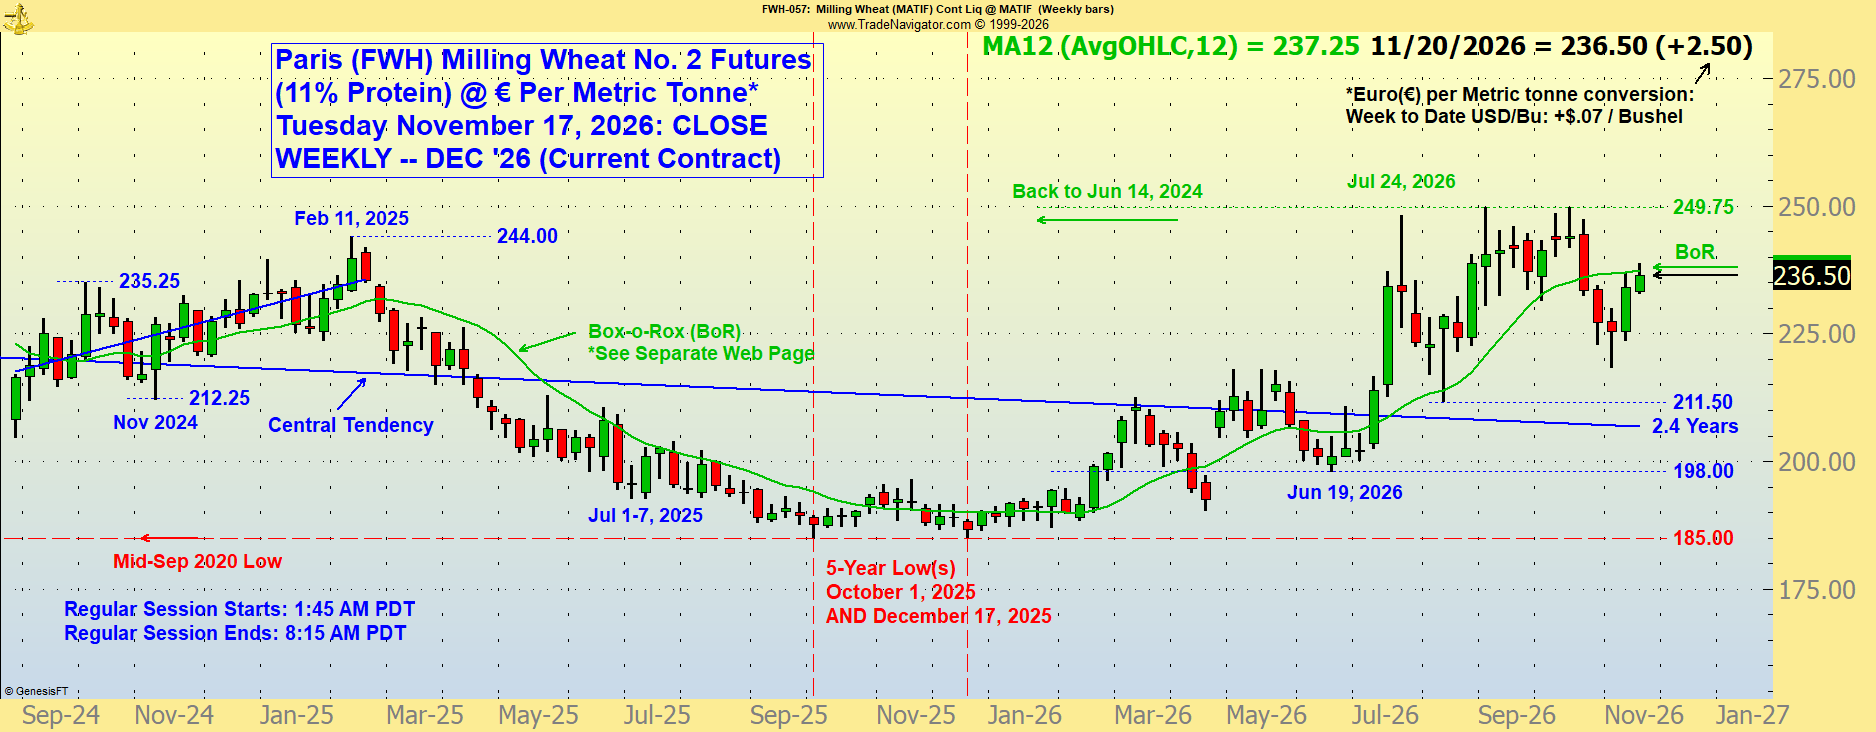 FWH-057: Milling Wheat (MATIF) Cont Liq @ MATIF (Weekly bars)
www.TradeNavigator.com © 1999-2026
MA12 (AvgOHLC,12) = 237.25 11/20/2026 = 236.50 (+2.50)
Paris (FWH) Milling Wheat No. 2 Futures
(11% Protein) @ € Per Metric Tonne*
Tuesday November 17, 2026: CLOSE
WEEKLY -- DEC '26 (Current Contract)
*Euro(€) per Metric tonne conversion:
Week to Date USD/Bu: +$.07 / Bushel
275.00
Back to Jun 14, 2024
Jul 24, 2026
249.75
250.00
Feb 11, 2025
244.00
BoR
235.25
236.50
Box-o-Rox (BoR)
*See Separate Web Page
225.00
212.25
Nov 2024
Central Tendency
211.50
2.4 Years
200.00
198.00
Jun 19, 2026
Jul 1-7, 2025
185.00
Mid-Sep 2020 Low
5-Year Low(s)
October 1, 2025
AND December 17, 2025
175.00
Regular Session Starts: 1:45 AM PDT
Regular Session Ends: 8:15 AM PDT
© GenesisFT
Sep-24 Nov-24 Jan-25 Mar-25 May-25 Jul-25 Sep-25 Nov-25 Jan-26 Mar-26 May-26 Jul-26 Sep-26 Nov-26 Jan-27